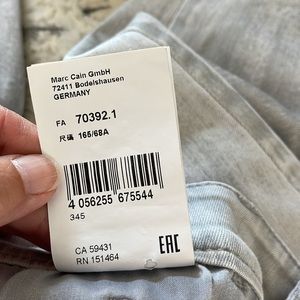 Marc Cain GmbH
72411 Bodelshausen
GERMANY
FA 70392.1
尺碼 165/68A
4 056255 675544
345
CA 59431
RN 151464
EAC